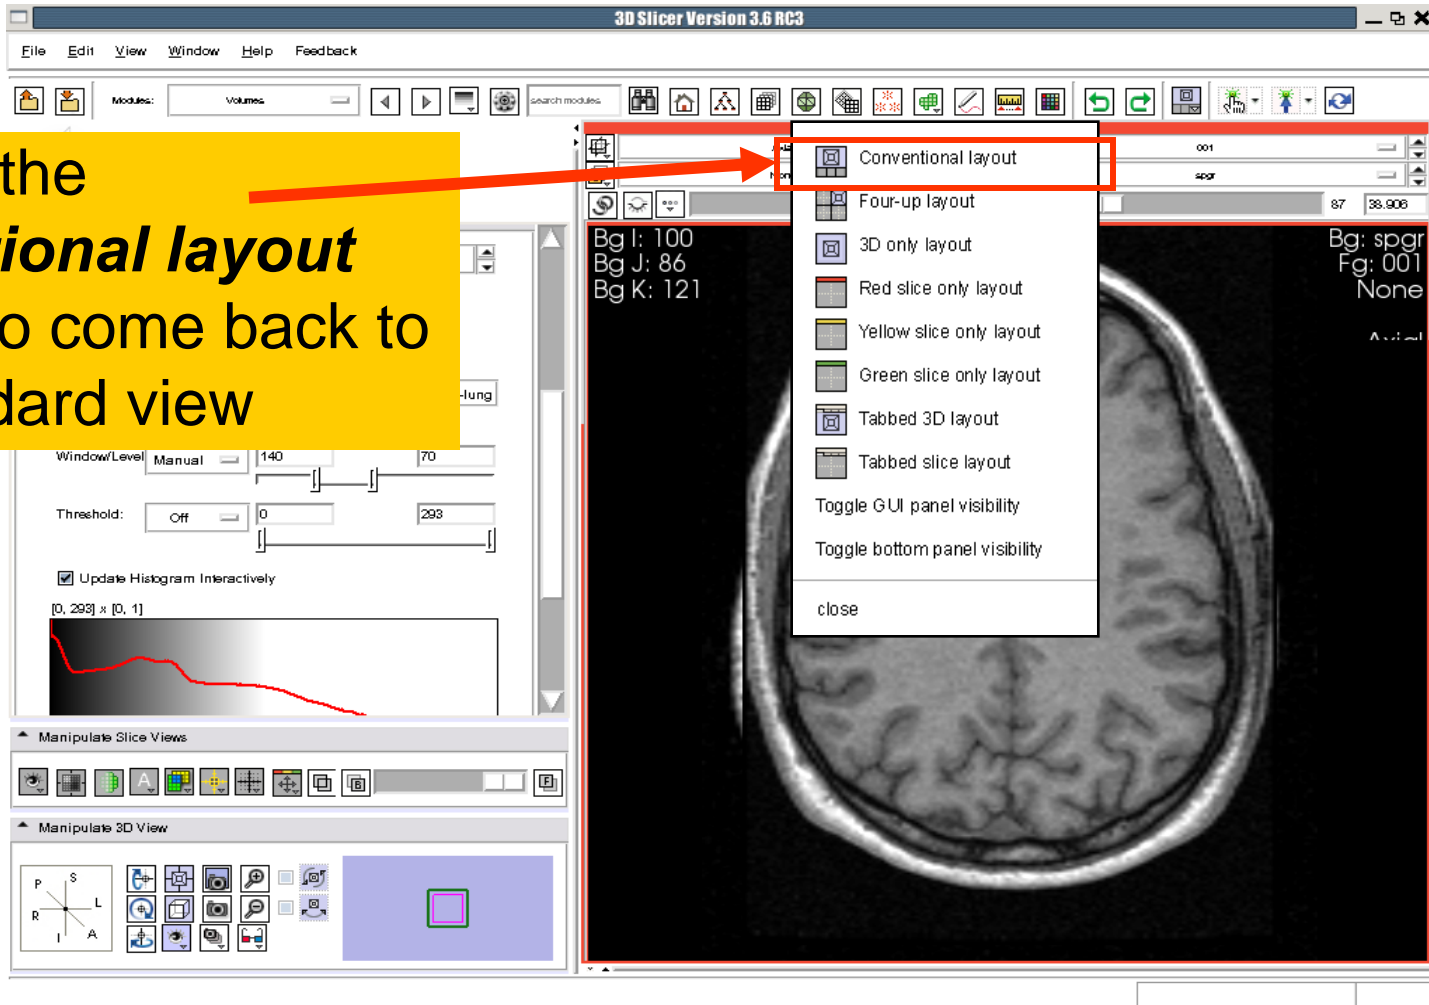 3D Slicer Version 3.6 RC3
File Edit View Window Help Feedback
Modules: Volumes search modules
the
ional layout
o come back to
dard view
001
spgr
87 38.906
Conventional layout
Four-up layout
3D only layout
Red slice only layout
Yellow slice only layout
Green slice only layout
Tabbed 3D layout
Tabbed slice layout
Toggle GUI panel visibility
Toggle bottom panel visibility
close
Bg I: 100
Bg J: 86
Bg K: 121
Bg: spgr
Fg: 001
None
Axial
-lung
Window/Level Manual 140 70
Threshold: Off 0 293
Update Histogram Interactively
[0, 293] x [0, 1]
Manipulate Slice Views
A B F
Manipulate 3D View
P S
R L
I A